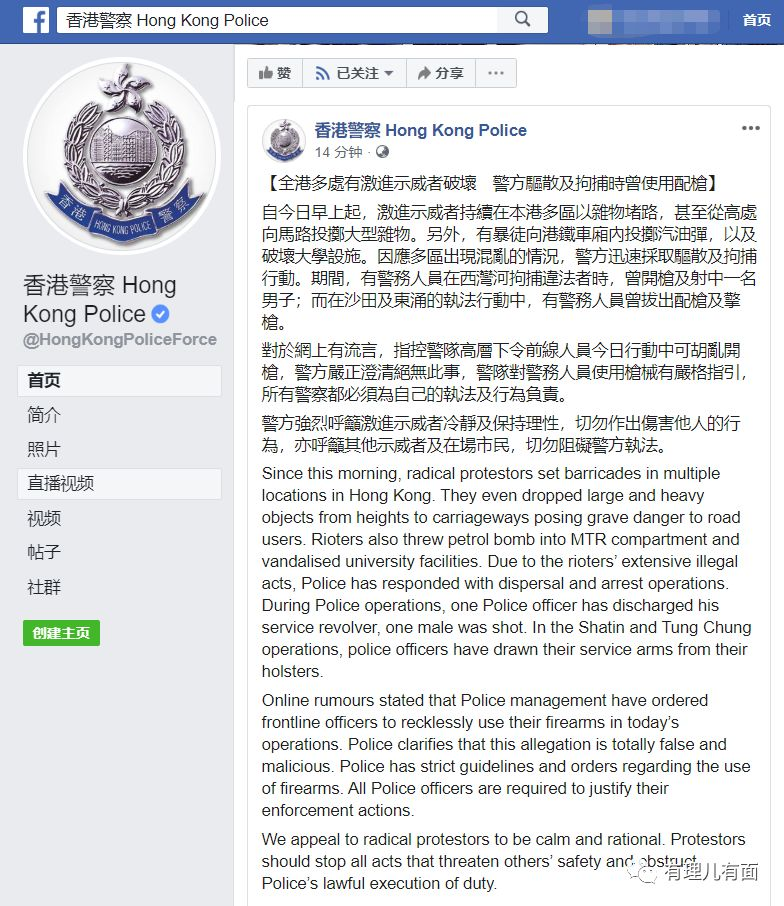 香港警察 Hong Kong Police
首页
香港
HONG KONG POLICE
警察
香港警察 Hong
Kong Police
@HongKongPoliceForce
首页
简介
照片
直播视频
视频
帖子
社群
创建主页
赞
已关注
分享
香港警察 Hong Kong Police
14 分钟 ·
【全港多處有激進示威者破壞　警方驅散及拘捕時曾使用配槍】
自今日早上起，激進示威者持續在本港多區以雜物堵路，甚至從高處
向馬路投擲大型雜物。另外，有暴徒向港鐵車廂內投擲汽油彈，以及
破壞大學設施。因應多區出現混亂的情況，警方迅速採取驅散及拘捕
行動。期間，有警務人員在西灣河拘捕違法者時，曾開槍及射中一名
男子；而在沙田及東涌的執法行動中，有警務人員曾拔出配槍及擎
槍。
對於網上有流言，指控警隊高層下令前線人員今日行動中可胡亂開
槍，警方嚴正澄清絕無此事，警隊對警務人員使用槍械有嚴格指引，
所有警察都必須為自己的執法及行為負責。
警方強烈呼籲激進示威者冷靜及保持理性，切勿作出傷害他人的行
為，亦呼籲其他示威者及在場市民，切勿阻礙警方執法。
Since this morning, radical protestors set barricades in multiple
locations in Hong Kong. They even dropped large and heavy
objects from heights to carriageways posing grave danger to road
users. Rioters also threw petrol bomb into MTR compartment and
vandalised university facilities. Due to the rioters’ extensive illegal
acts, Police has responded with dispersal and arrest operations.
During Police operations, one Police officer has discharged his
service revolver, one male was shot. In the Shatin and Tung Chung
operations, police officers have drawn their service arms from their
holsters.
Online rumours stated that Police management have ordered
frontline officers to recklessly use their firearms in today’s
operations. Police clarifies that this allegation is totally false and
malicious. Police has strict guidelines and orders regarding the use
of firearms. All Police officers are required to justify their
enforcement actions.
We appeal to radical protestors to be calm and rational. Protestors
should stop all acts that threaten others’ safety and obstruct
Police’s lawful execution of duty.
有理儿有面